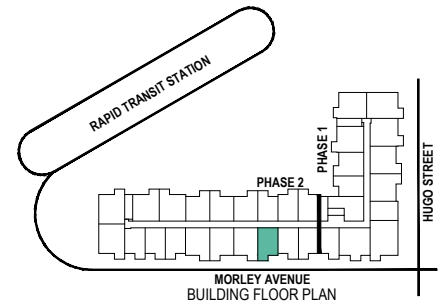 RAPID TRANSIT STATION
PHASE 1
HUGO STREET
PHASE 2
MORLEY AVENUE
BUILDING FLOOR PLAN